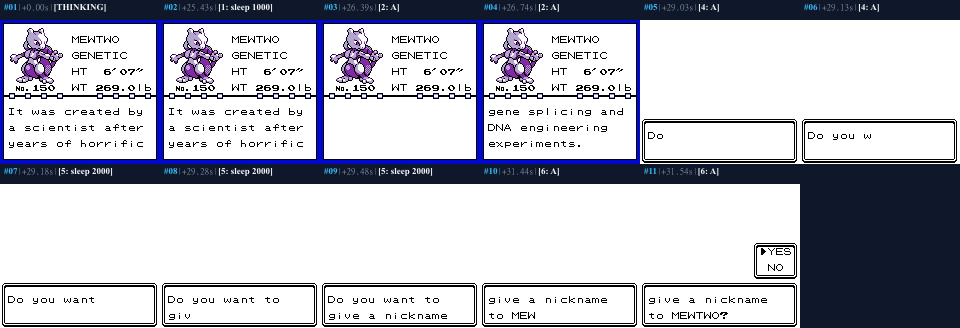 #01|+0.00s|[THINKING]
#02|+25.43s|[1: sleep 1000]
#03|+26.39s|[2: A]
#04|+26.74s|[2: A]
#05|+29.03s|[4: A]
#06|+29.13s|[4: A]
MEWTWO
GENETIC
HT 6'07"
No.150 WT 269.0lb
It was created by
a scientist after
years of horrific
MEWTWO
GENETIC
HT 6'07"
No.150 WT 269.0lb
It was created by
a scientist after
years of horrific
MEWTWO
GENETIC
HT 6'07"
No.150 WT 269.0lb
MEWTWO
GENETIC
HT 6'07"
No.150 WT 269.0lb
gene splicing and
DNA engineering
experiments.
Do
Do you w
#07|+29.18s|[5: sleep 2000]
#08|+29.28s|[5: sleep 2000]
#09|+29.48s|[5: sleep 2000]
#10|+31.44s|[6: A]
#11|+31.54s|[6: A]
Do you want
Do you want to
giv
Do you want to
give a nickname
give a nickname
to MEW
▶YES
NO
give a nickname
to MEWTWO?